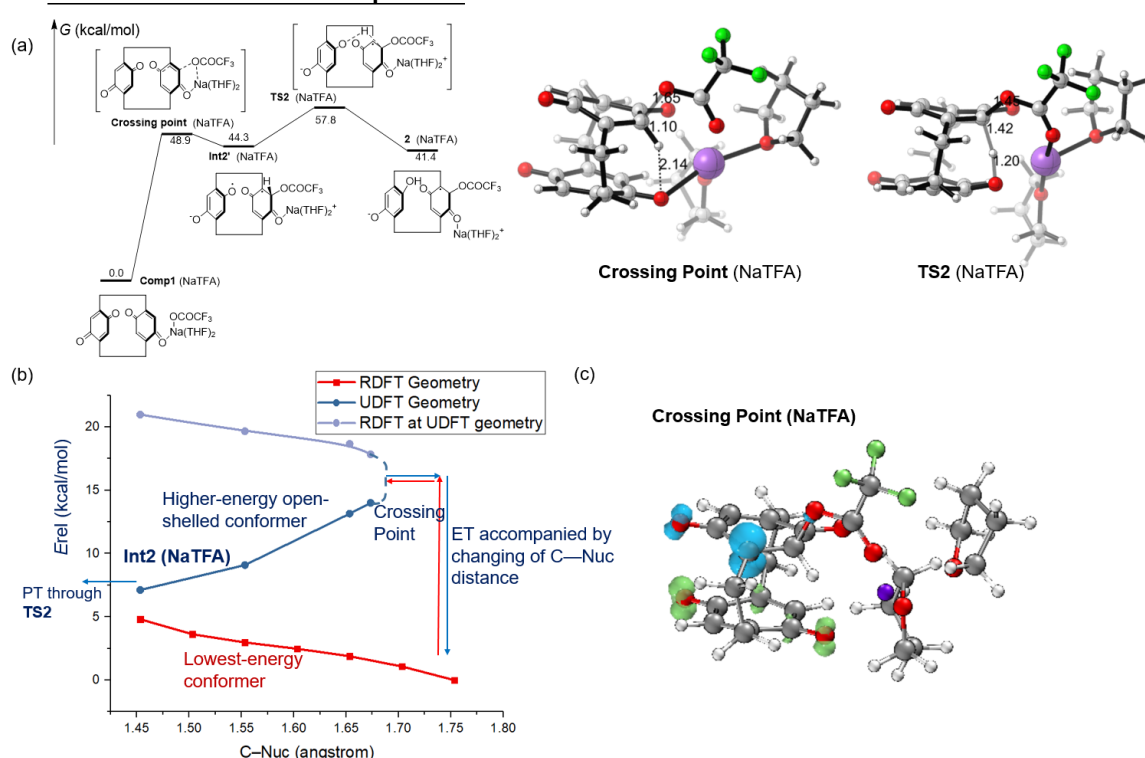 (a)
G (kcal/mol)
OCOCF3
Na(THF)2
Crossing point (NaTFA)
48.9
44.3
Int2' (NaTFA)
H
OCOCF3
Na(THF)2+
TS2 (NaTFA)
57.8
2 (NaTFA)
41.4
H
OCOCF3
Na(THF)2+
OH
OCOCF3
Na(THF)2+
0.0
Comp1 (NaTFA)
OCOCF3
Na(THF)2
1.65
1.10
2.14
Crossing Point (NaTFA)
1.45
1.42
1.20
TS2 (NaTFA)
(b)
RDFT Geometry
UDFT Geometry
RDFT at UDFT geometry
Erel (kcal/mol)
20
15
10
5
0
Higher-energy open-
shelled conformer
Int2 (NaTFA)
PT through
TS2
Lowest-energy
conformer
Crossing
Point
ET accompanied by
changing of C—Nuc
distance
1.45 1.50 1.55 1.60 1.65 1.70 1.75 1.80
C–Nuc (angstrom)
(c)
Crossing Point (NaTFA)